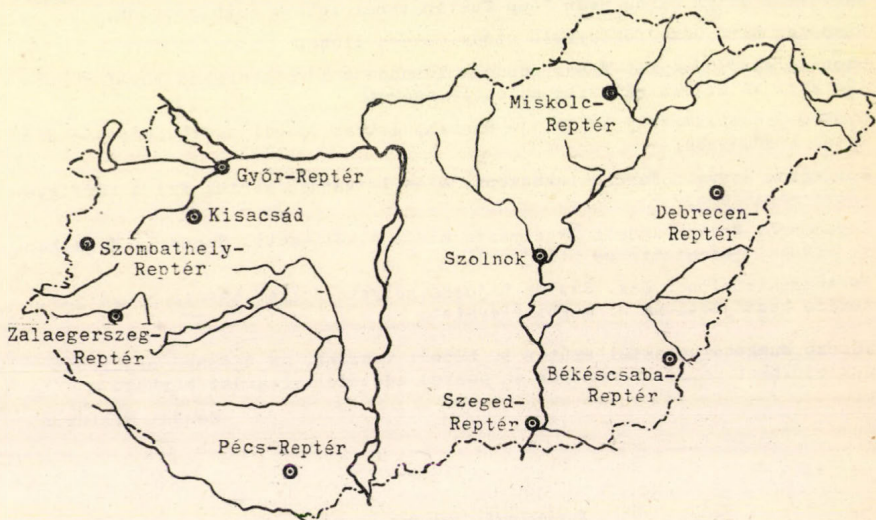 Miskolc-
Reptér
Győr-Reptér
Kisacsád
Debrecen-
Reptér
Szombathely-
Reptér
Szolnok
Zalaegerszeg-
Reptér
Békéscsaba-
Reptér
Szeged-
Reptér
Pécs-Reptér